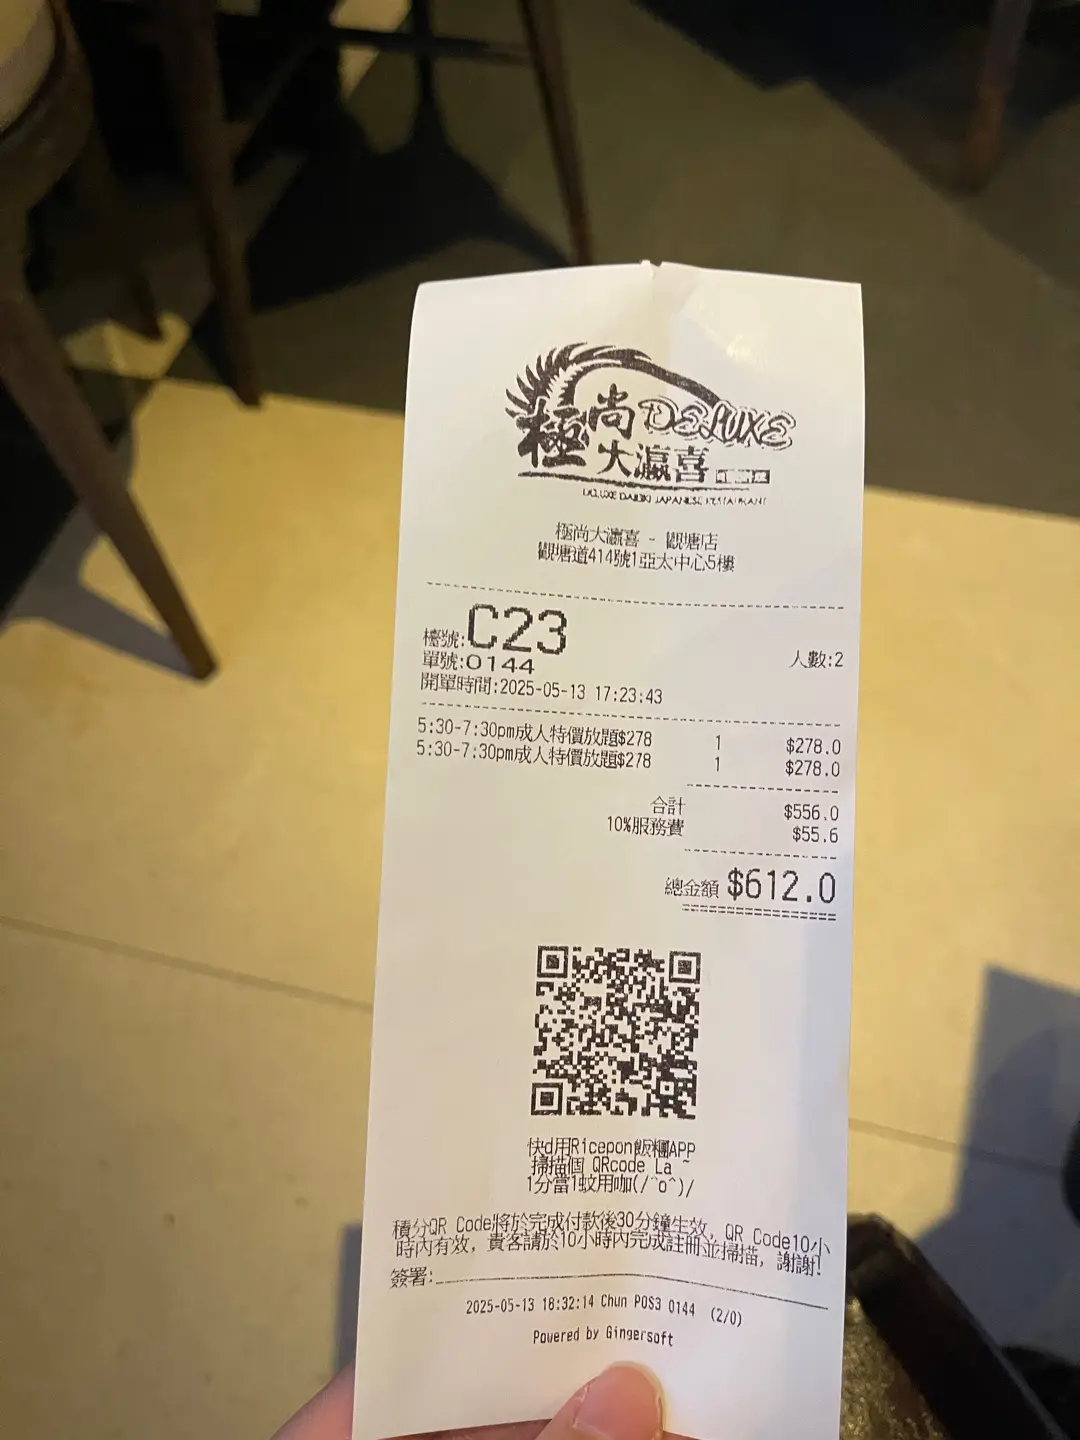 極尚DELUXE
大瀛喜
DELUXE DAIKI JAPANESE RESTAURANT
極尚大瀛喜 - 觀塘店
觀塘道414號1亞太中心5樓
檯號:C23
人數:2
單號:0144
開單時間:2025-05-13 17:23:43
5:30-7:30pm成人特價放題$278 1 $278.0
5:30-7:30pm成人特價放題$278 1 $278.0
合計 $556.0
10%服務費 $55.6
總金額 $612.0
快d用Ricepon飯糰APP
掃描個 QRcode La ~
1分當1蚊用咖(/^o^)/
積分QR Code將於完成付款後30分鐘生效, QR Code10小
時內有效, 貴客請於10小時內完成註冊並掃描, 謝謝!
簽署:
2025-05-13 18:32:14 Chun POS3 0144 (2/0)
Powered by Gingersoft